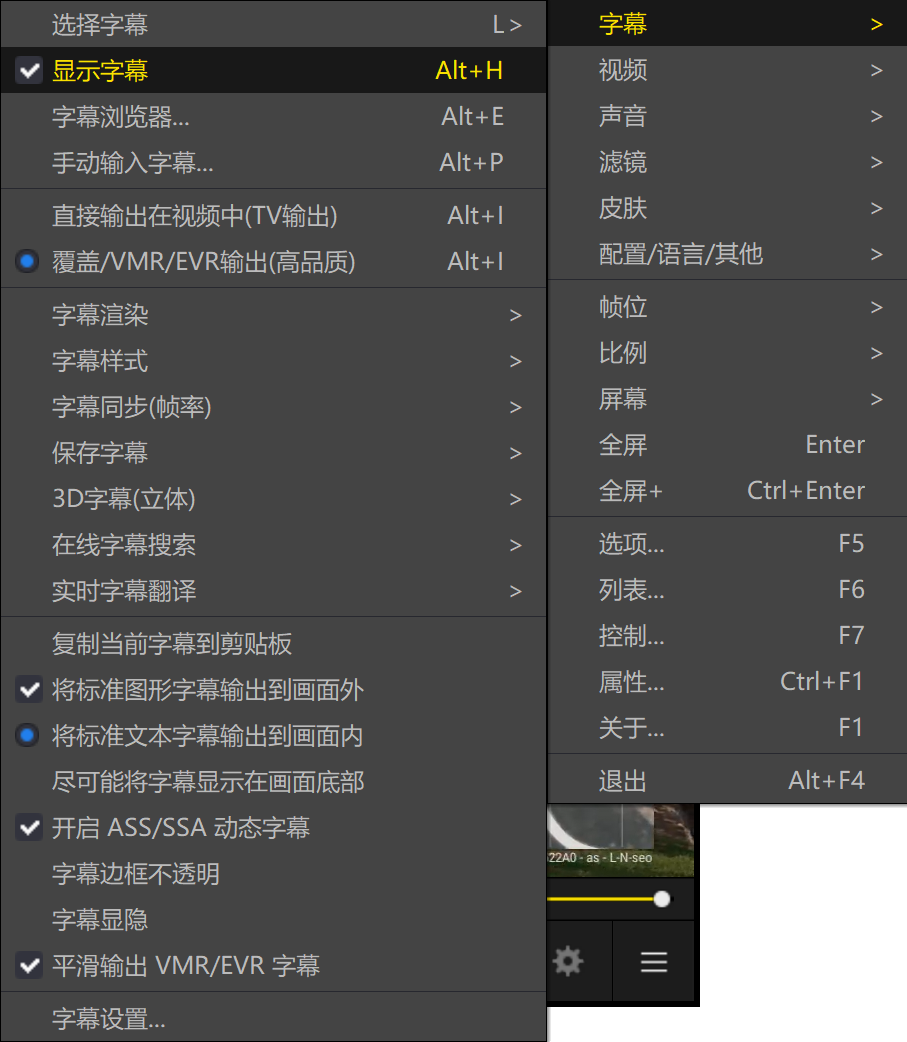 选择字幕 L >
显示字幕 Alt+H
字幕浏览器... Alt+E
手动输入字幕... Alt+P
直接输出在视频中(TV输出) Alt+I
覆盖/VMR/EVR输出(高品质) Alt+I
字幕渲染 >
字幕样式 >
字幕同步(帧率) >
保存字幕 >
3D字幕(立体) >
在线字幕搜索 >
实时字幕翻译 >
复制当前字幕到剪贴板
将标准图形字幕输出到画面外
将标准文本字幕输出到画面内
尽可能将字幕显示在画面底部
开启 ASS/SSA 动态字幕
字幕边框不透明
字幕显隐
平滑输出 VMR/EVR 字幕
字幕设置...
字幕 >
视频 >
声音 >
滤镜 >
皮肤 >
配置/语言/其他 >
帧位 >
比例 >
屏幕 >
全屏 Enter
全屏+ Ctrl+Enter
选项... F5
列表... F6
控制... F7
属性... Ctrl+F1
关于... F1
退出 Alt+F4
22A0 - as - L-N-seo